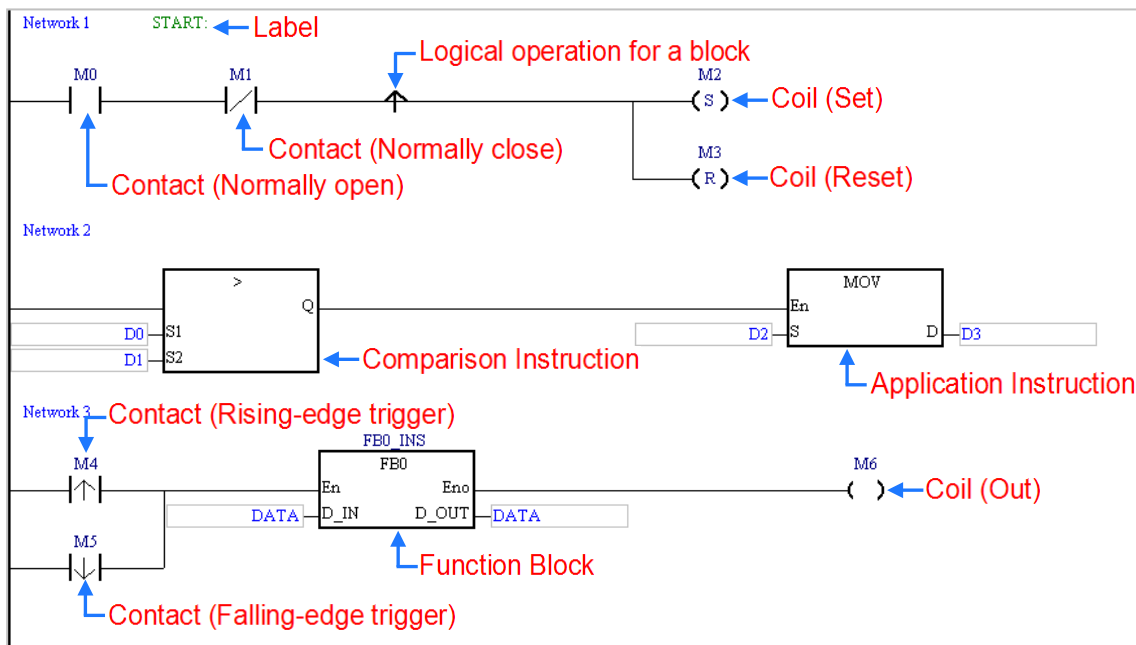 Network 1 START: Label
Logical operation for a block
M0 M1 M2
S Coil (Set)
Contact (Normally close)
M3
Contact (Normally open) R Coil (Reset)
Network 2
> MOV
Q En
D0 S1 D2 S D D3
D1 S2 Comparison Instruction
Application Instruction
Network 3 Contact (Rising-edge trigger)
FB0_INS
M4 FB0 M6
En Eno Coil (Out)
DATA D_IN D_OUT DATA
M5
Function Block
Contact (Falling-edge trigger)